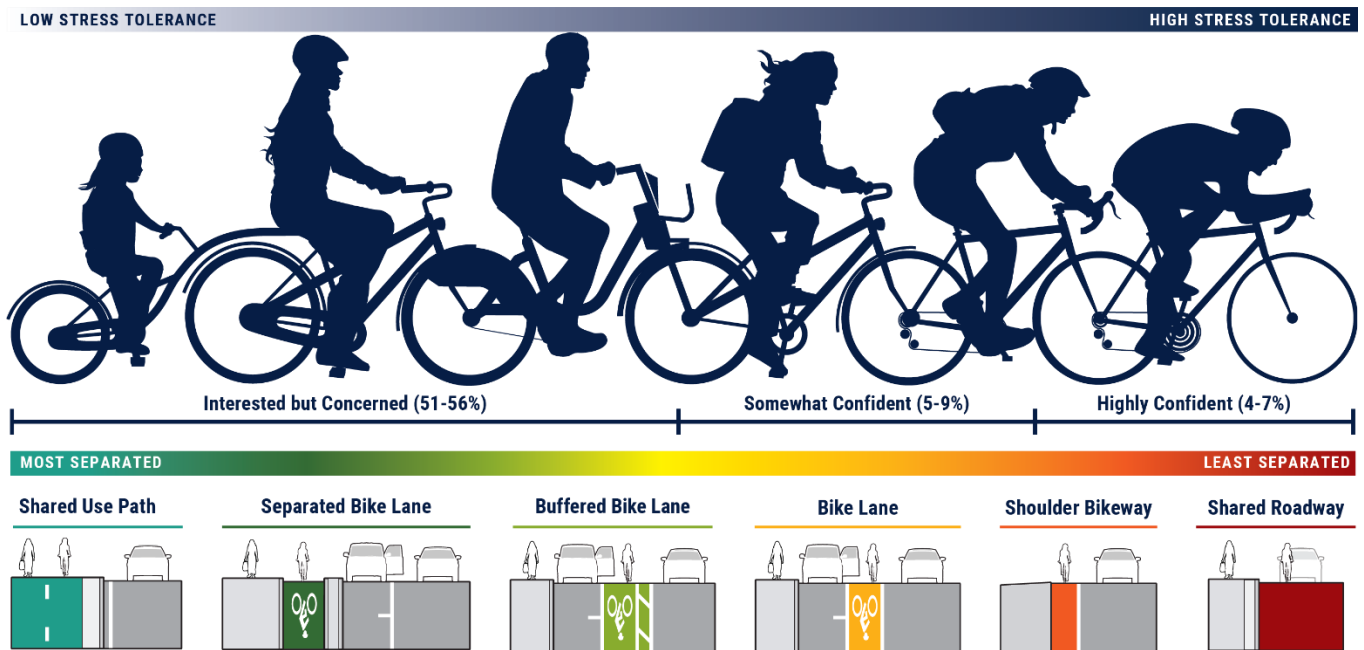 LOW STRESS TOLERANCE
HIGH STRESS TOLERANCE
Interested but Concerned (51-56%)
Somewhat Confident (5-9%)
Highly Confident (4-7%)
MOST SEPARATED
LEAST SEPARATED
Shared Use Path
Separated Bike Lane
Buffered Bike Lane
Bike Lane
Shoulder Bikeway
Shared Roadway